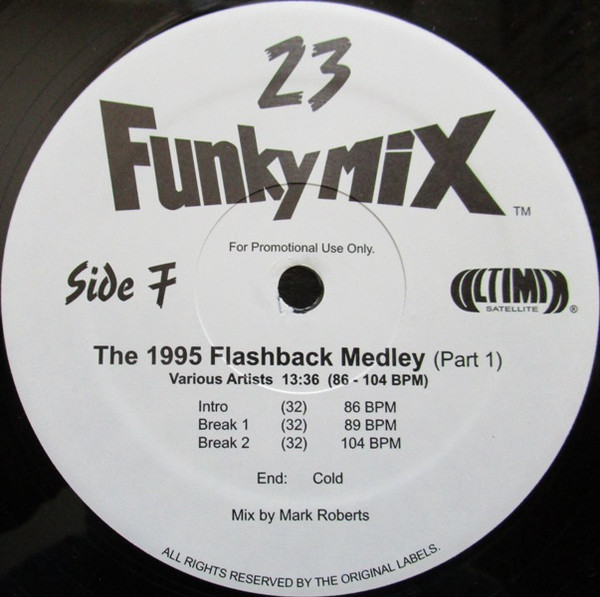 23
Funkymix
TM
For Promotional Use Only.
Side F
ULTIMIX
SATELLITE ®
The 1995 Flashback Medley (Part 1)
Various Artists 13:36 (86 - 104 BPM)
Intro (32) 86 BPM
Break 1 (32) 89 BPM
Break 2 (32) 104 BPM
End: Cold
Mix by Mark Roberts
ALL RIGHTS RESERVED BY THE ORIGINAL LABELS.